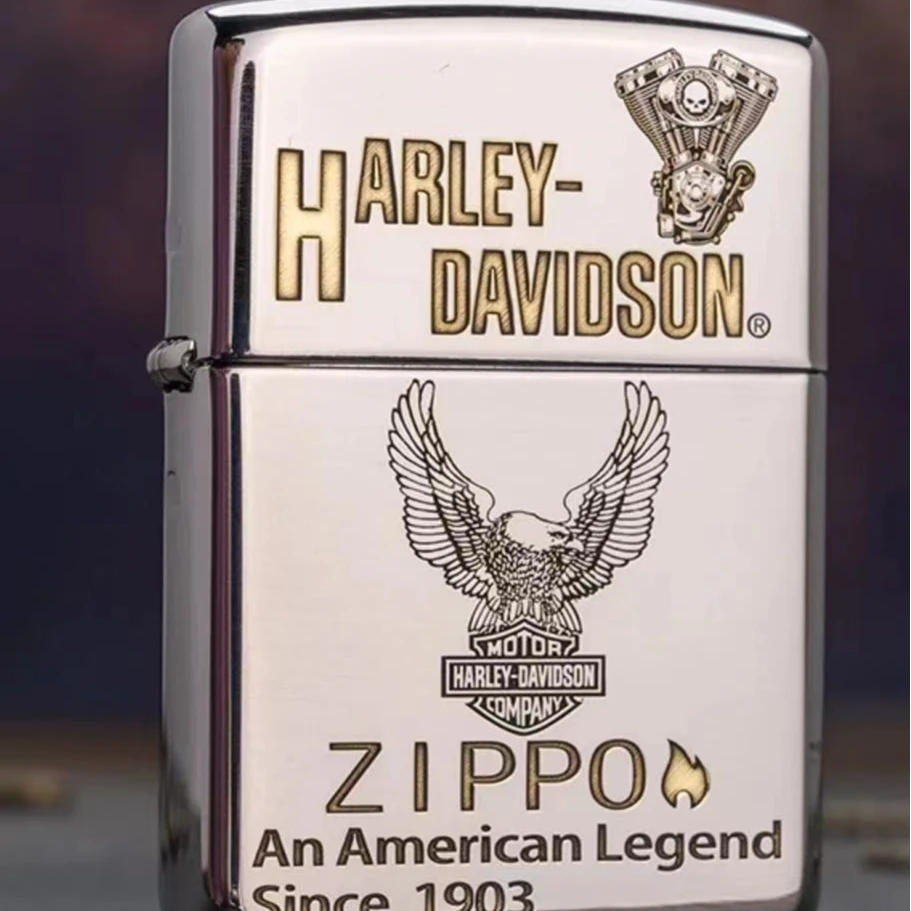 HARLEY-
DAVIDSON®
MOTOR
HARLEY-DAVIDSON
COMPANY
ZIPPO
An American Legend
Since 1903